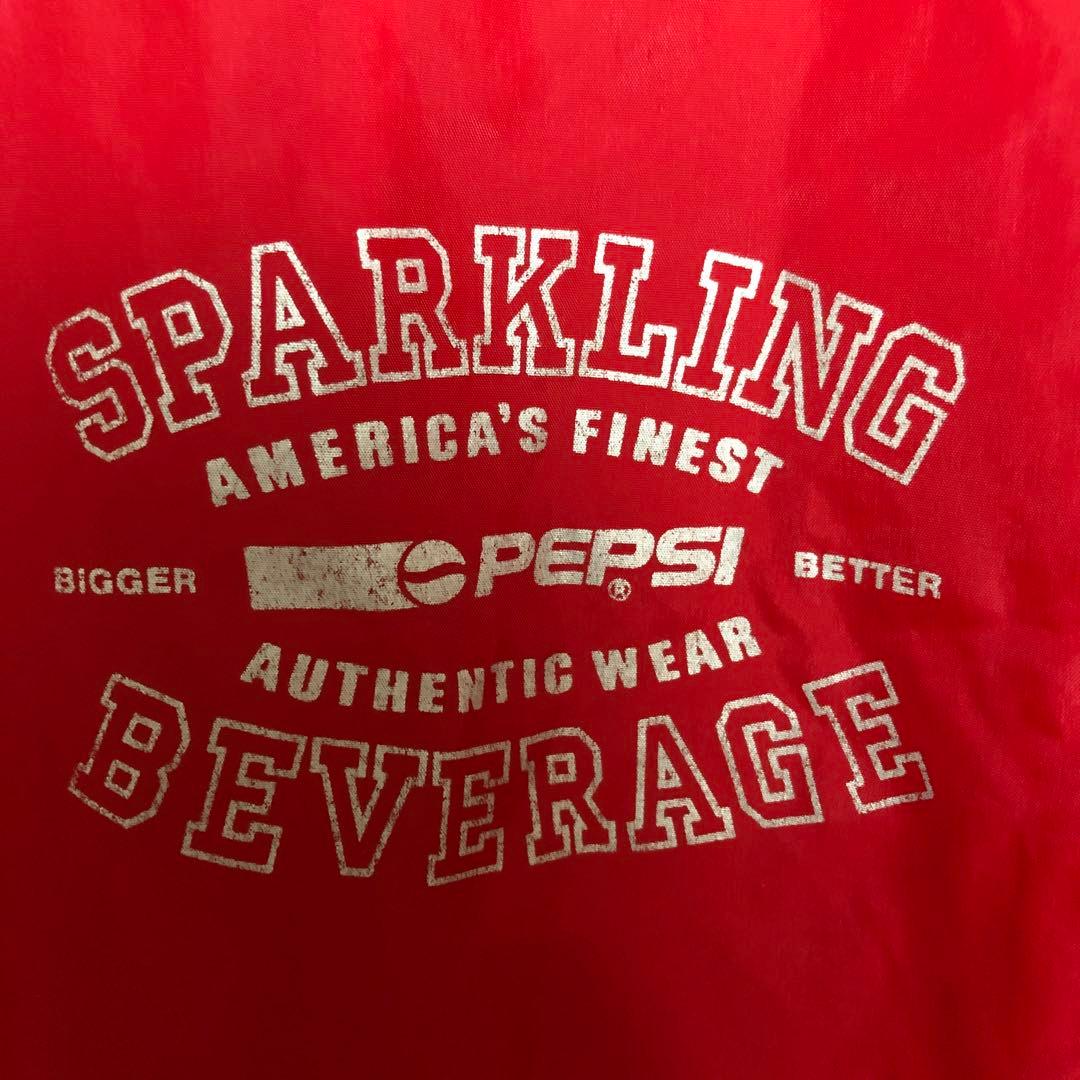 SPARKLING
AMERICA'S FINEST
BIGGER PEPSI® BETTER
AUTHENTIC WEAR
BEVERAGE